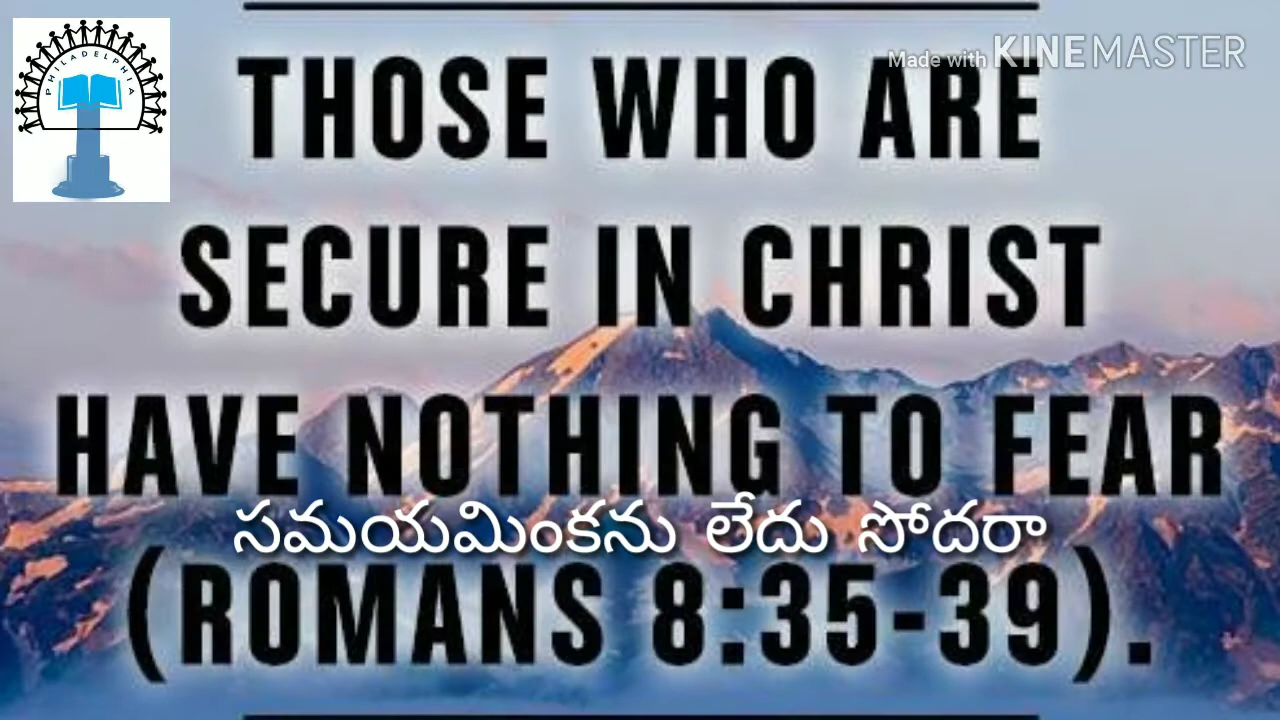 PHILADELPHIA
Made with KINEMASTER
THOSE WHO ARE
SECURE IN CHRIST
HAVE NOTHING TO FEAR
సమయమింకను లేదు సోదరా
(ROMANS 8:35-39).